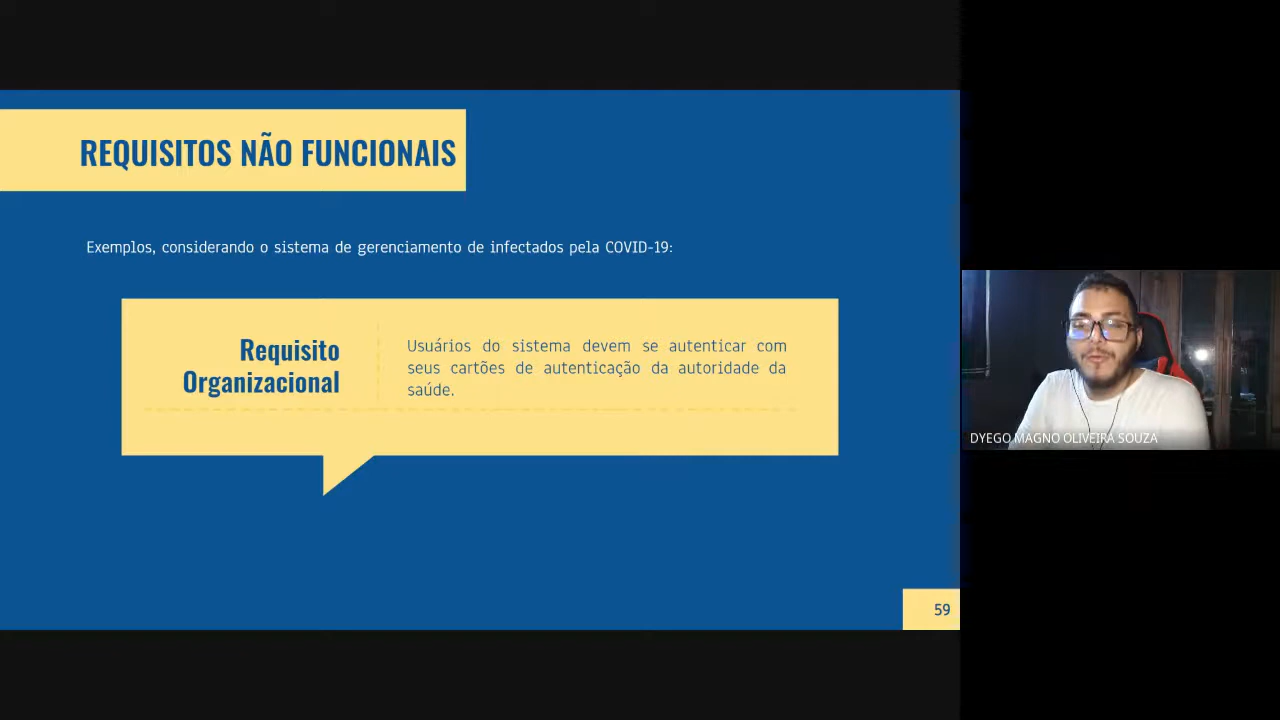 REQUISITOS NÃO FUNCIONAIS
Exemplos, considerando o sistema de gerenciamento de infectados pela COVID-19:
Requisito
Organizacional
Usuários do sistema devem se autenticar com
seus cartões de autenticação da autoridade da
saúde.
DYEGO MAGNO OLIVEIRA SOUZA
59